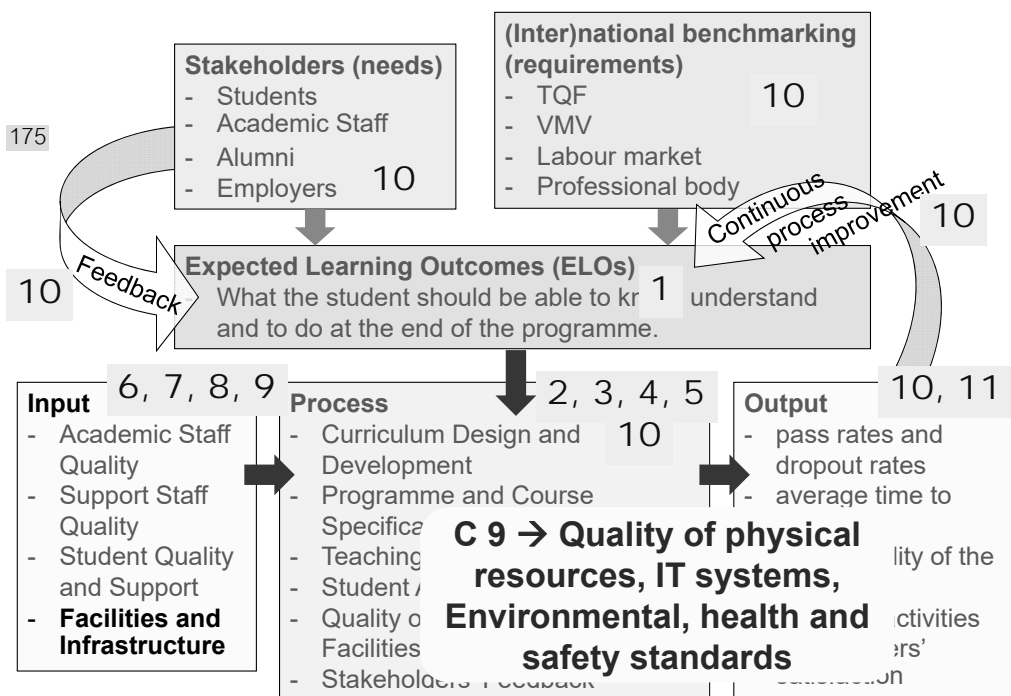 (Inter)national benchmarking
(requirements)
- TQF
- VMV
- Labour market
- Professional body
10
Stakeholders (needs)
- Students
- Academic Staff
- Alumni
- Employers
10
175
Continuous
process
improvement
10
Feedback
10
Expected Learning Outcomes (ELOs)
- What the student should be able to 1 understand
and to do at the end of the programme.
6, 7, 8, 9
Input
- Academic Staff
Quality
- Support Staff
Quality
- Student Quality
and Support
- Facilities and
Infrastructure
2, 3, 4, 5
Process
10
- Curriculum Design and
Development
- Programme and Course
- Teaching
- Student
- Quality
Facilities
- Stakeholders' Feedback
10, 11
Output
- pass rates and
dropout rates
- average time to
of the
satisfaction
C 9 → Quality of physical
resources, IT systems,
Environmental, health and
safety standards